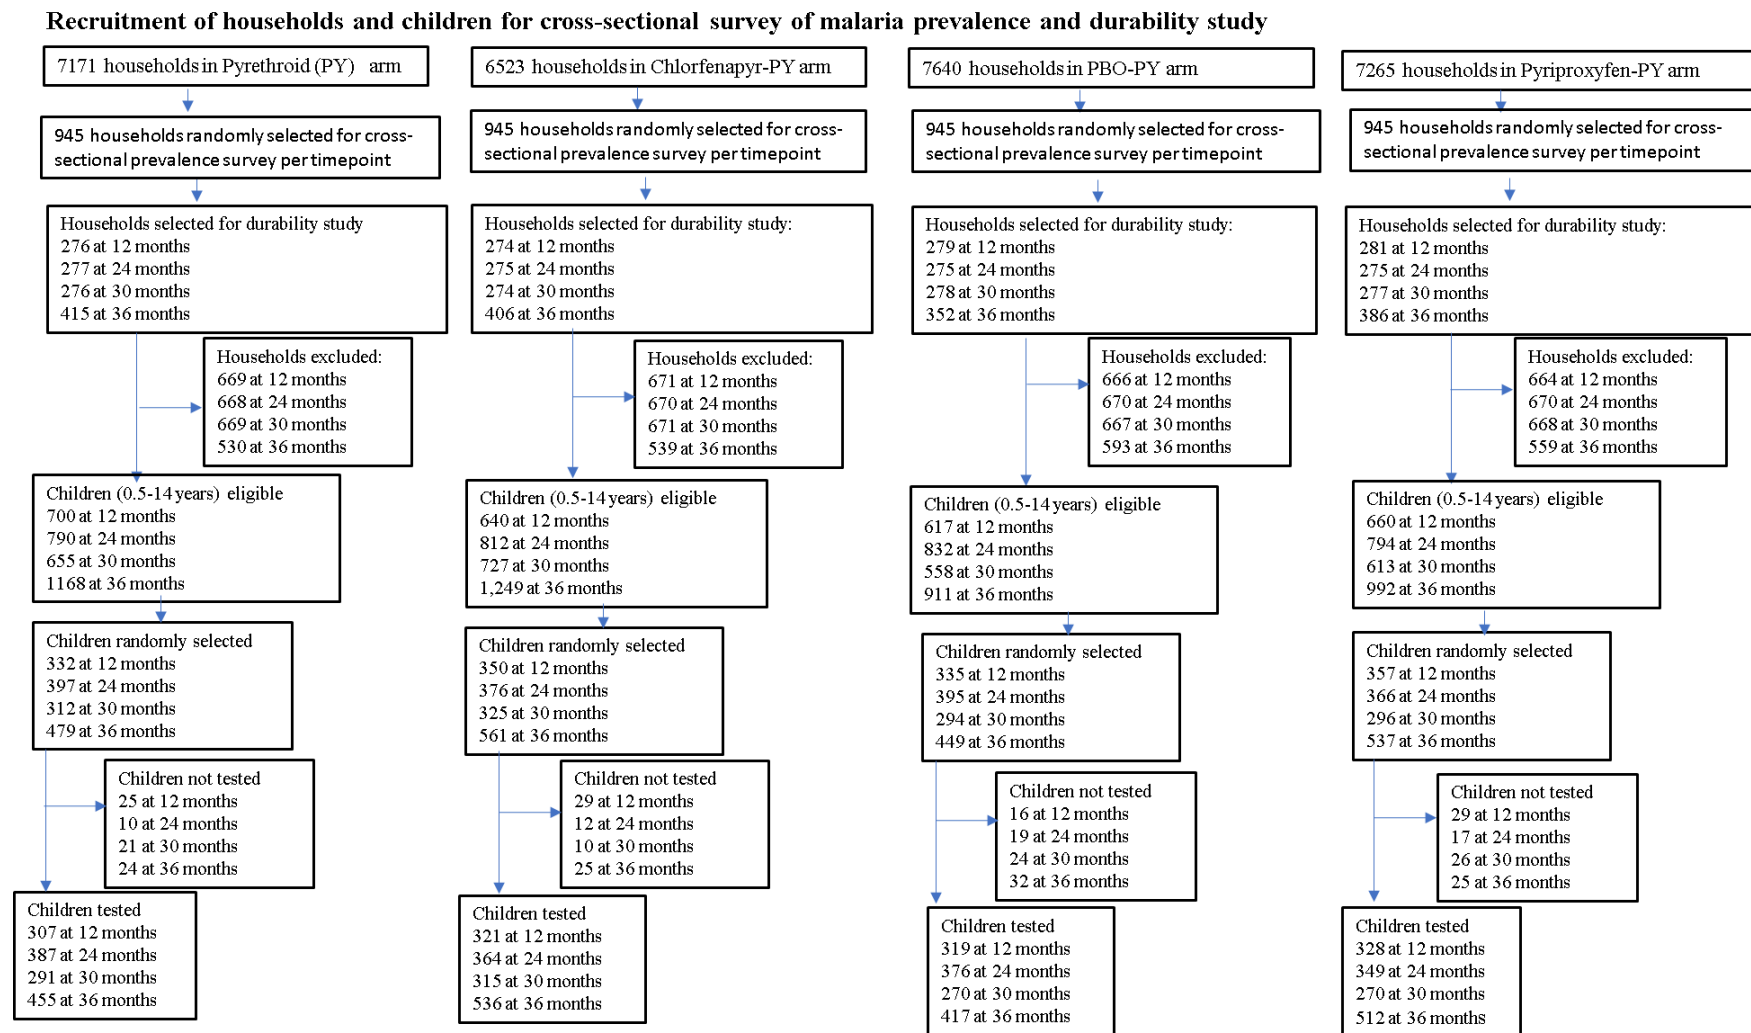 Recruitment of households and children for cross-sectional survey of malaria prevalence and durability study
7171 households in Pyrethroid (PY) arm
945 households randomly selected for cross-
sectional prevalence survey per timepoint
Households selected for durability study
276 at 12 months
277 at 24 months
276 at 30 months
415 at 36 months
Households excluded:
669 at 12 months
668 at 24 months
669 at 30 months
530 at 36 months
Children (0.5-14 years) eligible
700 at 12 months
790 at 24 months
655 at 30 months
1168 at 36 months
Children randomly selected
332 at 12 months
397 at 24 months
312 at 30 months
479 at 36 months
Children not tested
25 at 12 months
10 at 24 months
21 at 30 months
24 at 36 months
Children tested
307 at 12 months
387 at 24 months
291 at 30 months
455 at 36 months
6523 households in Chlorfenapyr-PY arm
945 households randomly selected for cross-
sectional prevalence survey per timepoint
Households selected for durability study:
274 at 12 months
275 at 24 months
274 at 30 months
406 at 36 months
Households excluded:
671 at 12 months
670 at 24 months
671 at 30 months
539 at 36 months
Children (0.5-14 years) eligible
640 at 12 months
812 at 24 months
727 at 30 months
1,249 at 36 months
Children randomly selected
350 at 12 months
376 at 24 months
325 at 30 months
561 at 36 months
Children not tested
29 at 12 months
12 at 24 months
10 at 30 months
25 at 36 months
Children tested
321 at 12 months
364 at 24 months
315 at 30 months
536 at 36 months
7640 households in PBO-PY arm
945 households randomly selected for cross-
sectional prevalence survey per timepoint
Households selected for durability study:
279 at 12 months
275 at 24 months
278 at 30 months
352 at 36 months
Households excluded:
666 at 12 months
670 at 24 months
667 at 30 months
593 at 36 months
Children (0.5-14 years) eligible
617 at 12 months
832 at 24 months
558 at 30 months
911 at 36 months
Children randomly selected
335 at 12 months
395 at 24 months
294 at 30 months
449 at 36 months
Children not tested
16 at 12 months
19 at 24 months
24 at 30 months
32 at 36 months
Children tested
319 at 12 months
376 at 24 months
270 at 30 months
417 at 36 months
7265 households in Pyriproxyfen-PY arm
945 households randomly selected for cross-
sectional prevalence survey per timepoint
Households selected for durability study:
281 at 12 months
275 at 24 months
277 at 30 months
386 at 36 months
Households excluded:
664 at 12 months
670 at 24 months
668 at 30 months
559 at 36 months
Children (0.5-14 years) eligible
660 at 12 months
794 at 24 months
613 at 30 months
992 at 36 months
Children randomly selected
357 at 12 months
366 at 24 months
296 at 30 months
537 at 36 months
Children not tested
29 at 12 months
17 at 24 months
26 at 30 months
25 at 36 months
Children tested
328 at 12 months
349 at 24 months
270 at 30 months
512 at 36 months